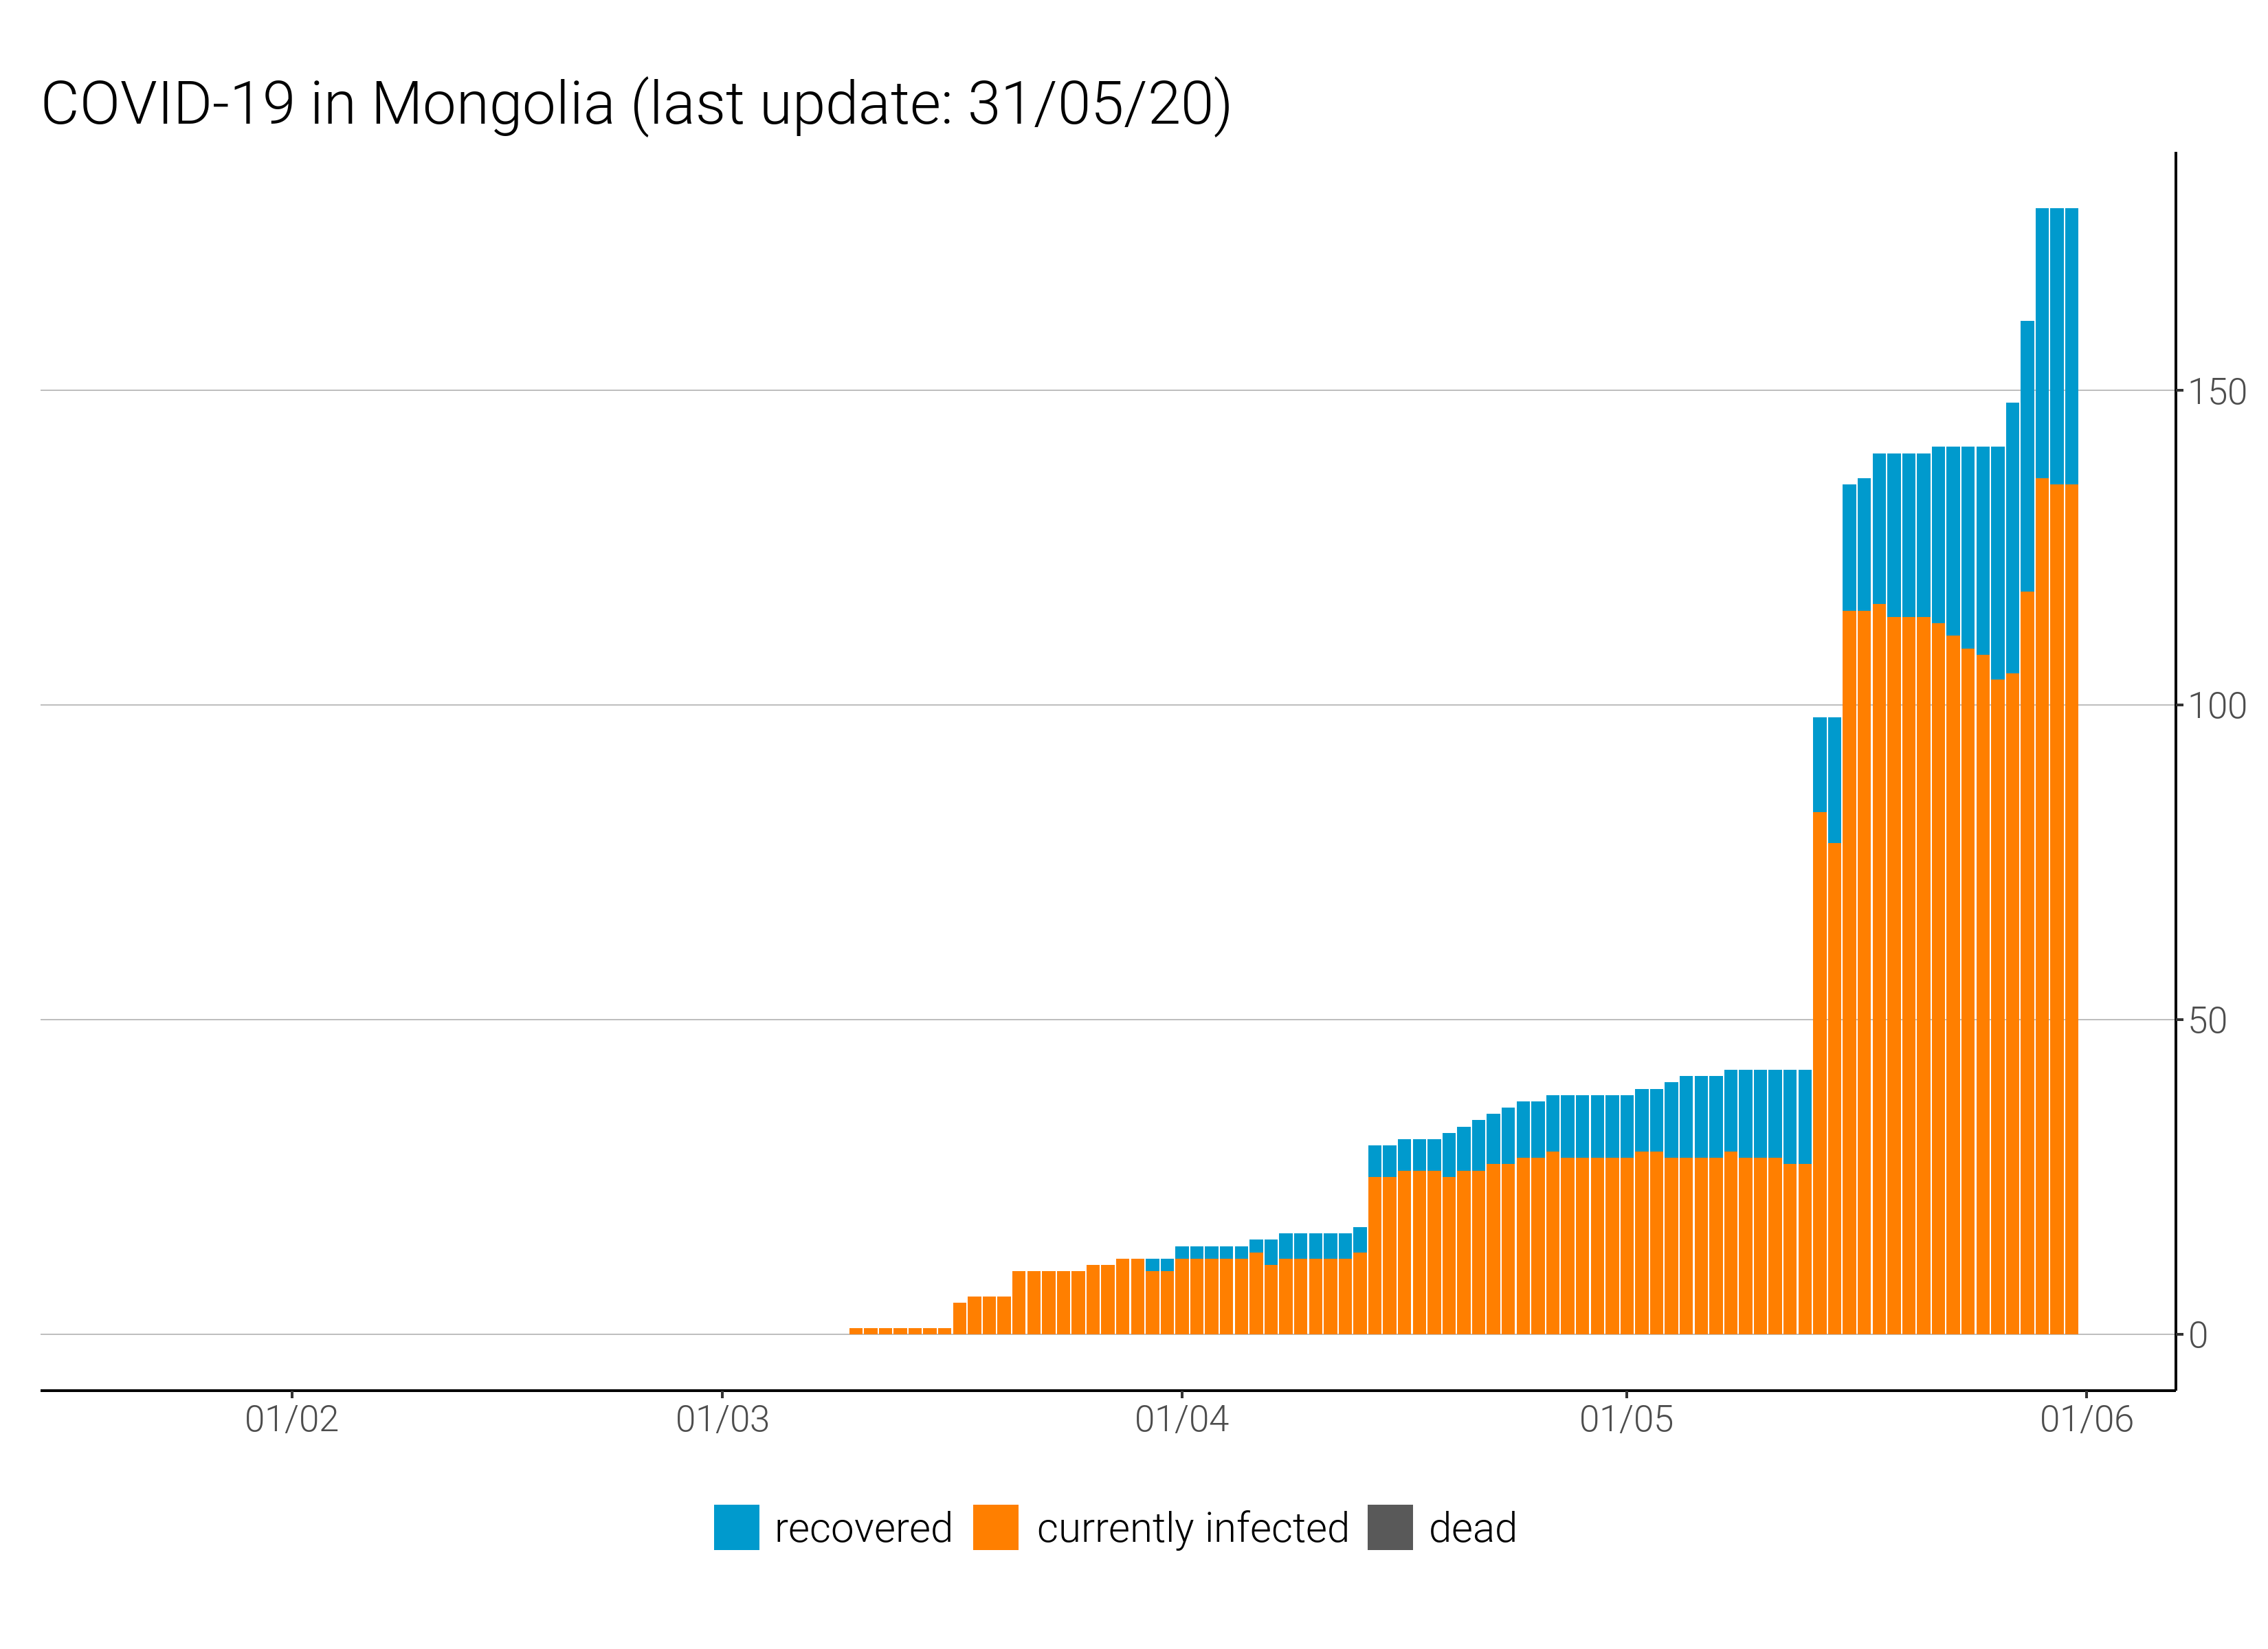 COVID-19 in Mongolia (last update: 31/05/20)
150
100
50
0
01/02 01/03 01/04 01/05 01/06
recovered currently infected dead